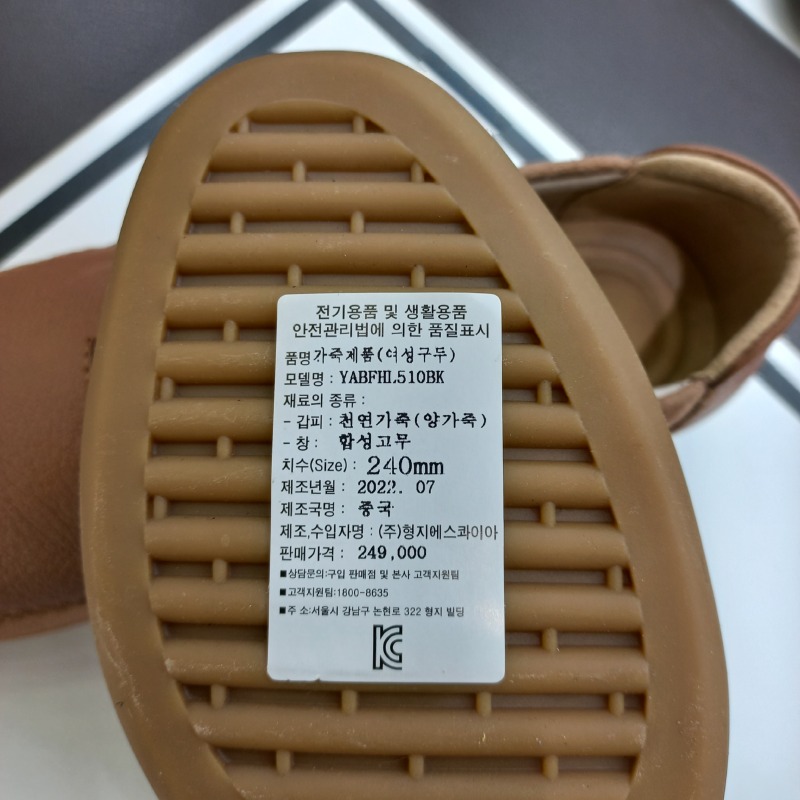 전기용품 및 생활용품
안전관리법에 의한 품질표시
품명가죽제품(여성구두)
모델명 : YABFHL510BK
재료의 종류 :
- 갑피 : 천연가죽(양가죽)
- 창 : 합성고무
치수(Size) : 240mm
제조년월 : 2022. 07
제조국명 : 중국
제조,수입자명 : (주)형지에스콰이아
판매가격 : 249,000
■상담문의:구입 판매점 및 본사 고객지원팀
■고객지원팀:1800-8635
■주 소:서울시 강남구 논현로 322 형지 빌딩
KC